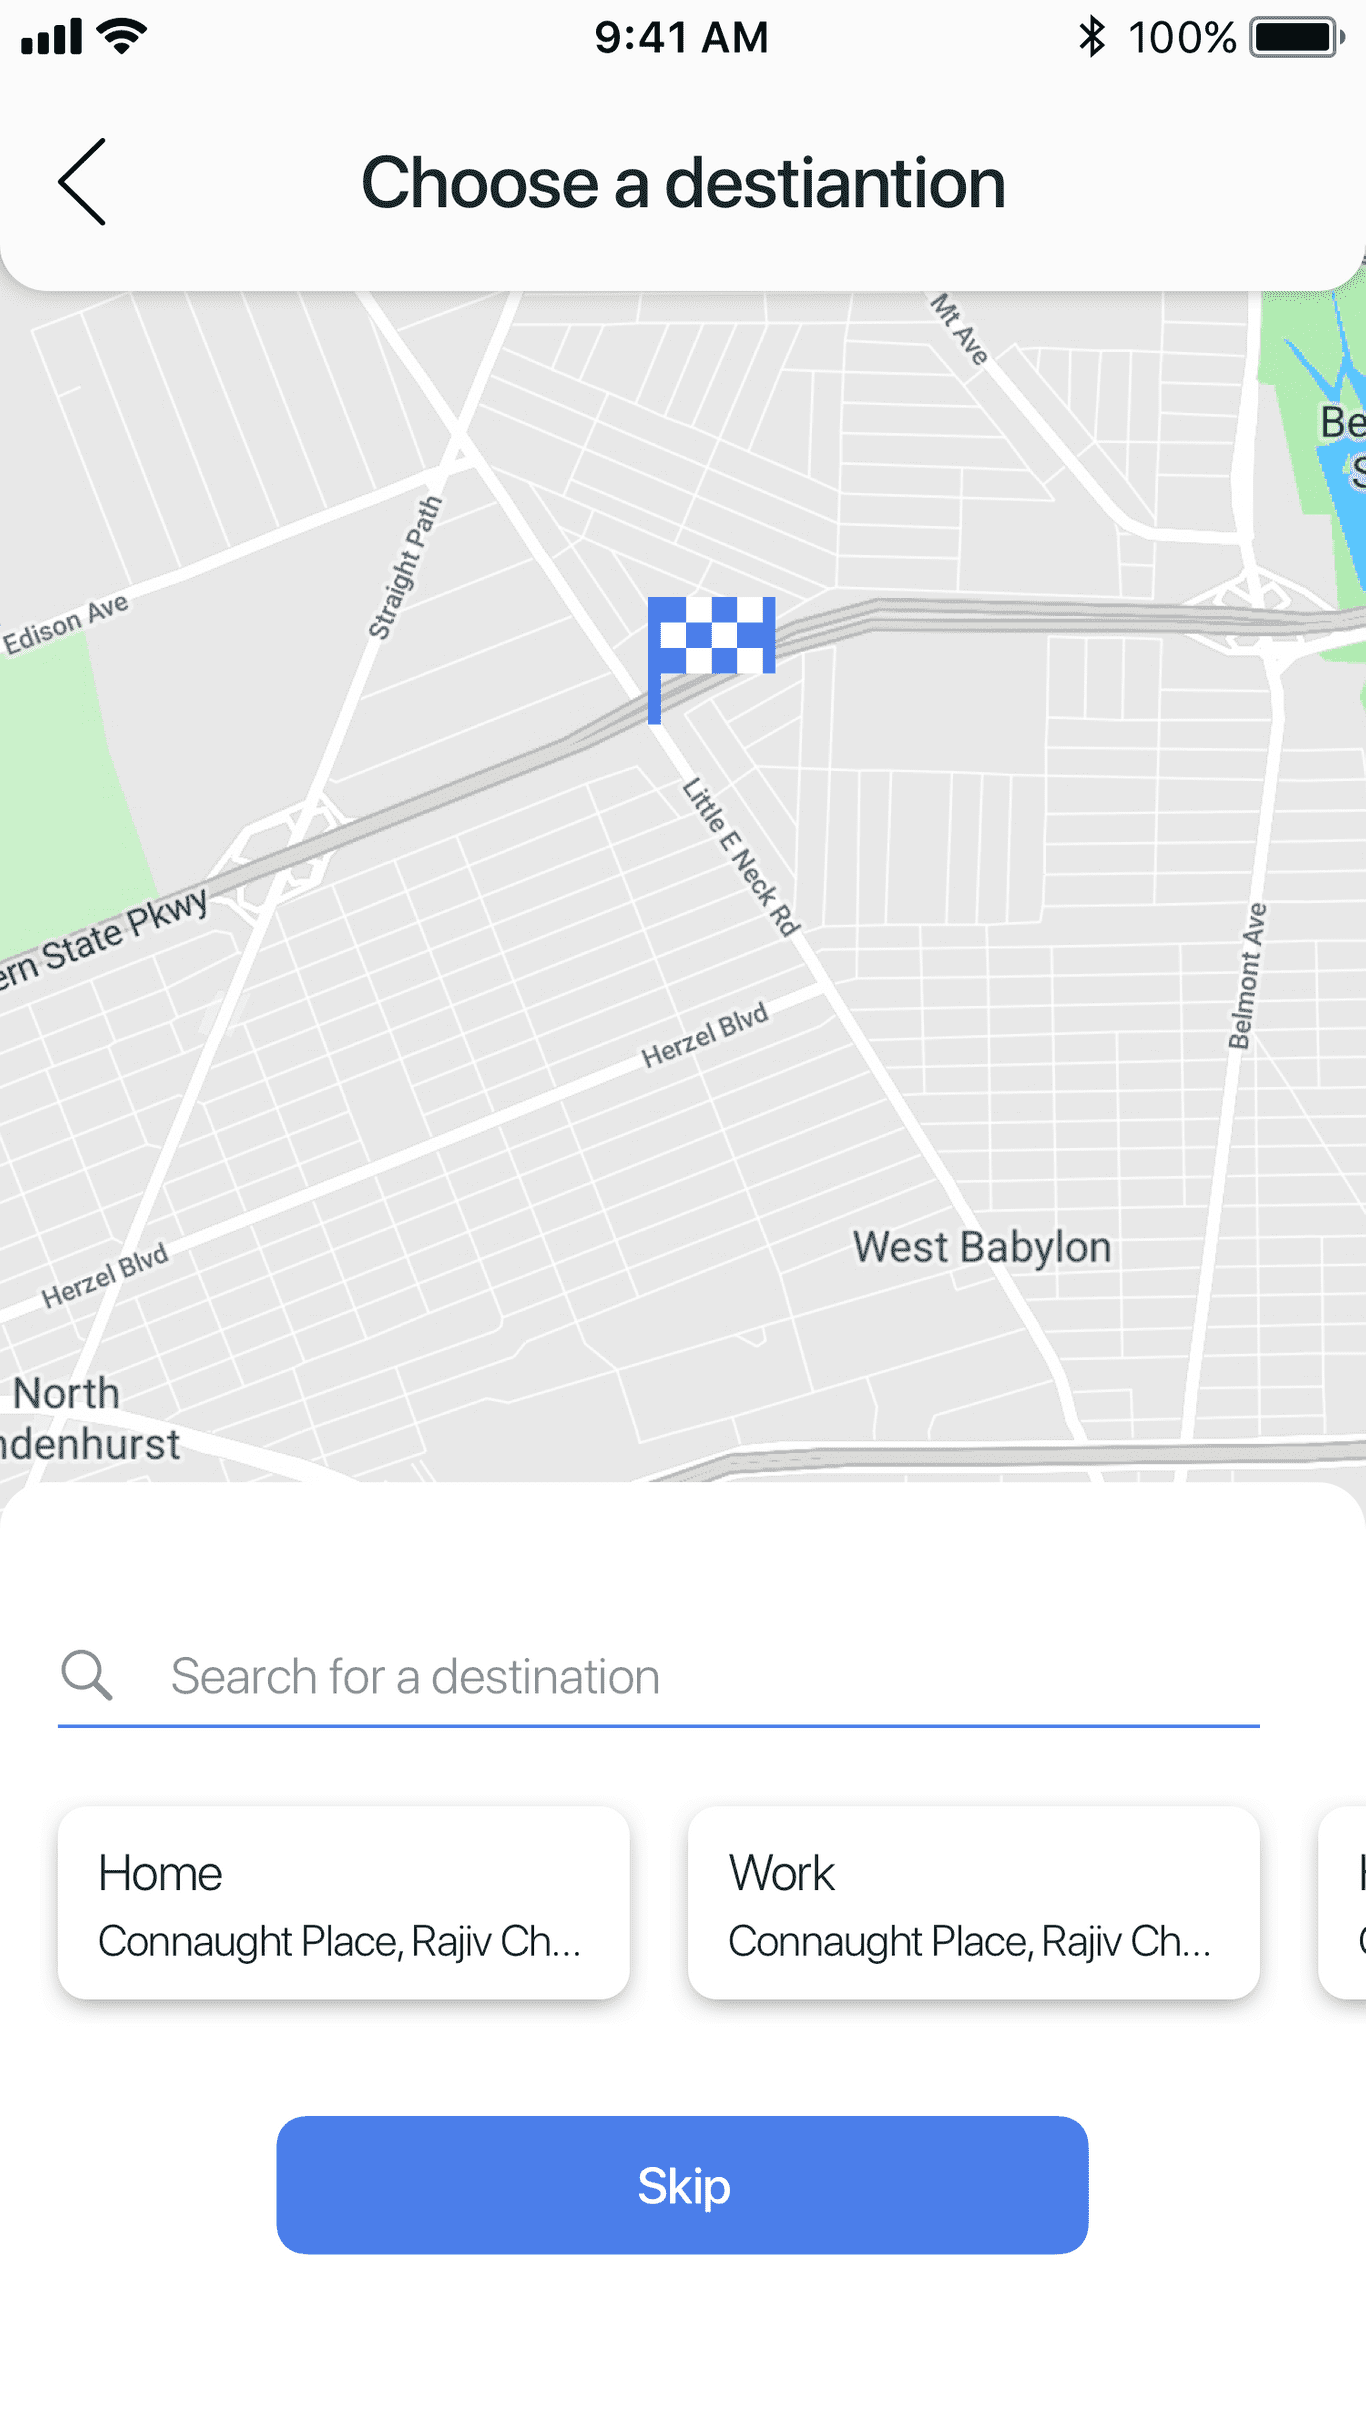 9:41 AM
100%
Choose a destiantion
Mt Ave
Straight Path
Edison Ave
Little E Neck Rd
ern State Pkwy
Belmont Ave
Herzel Blvd
West Babylon
Herzel Blvd
North
ndenhurst
Search for a destination
Home
Connaught Place, Rajiv Ch...
Work
Connaught Place, Rajiv Ch...
Skip